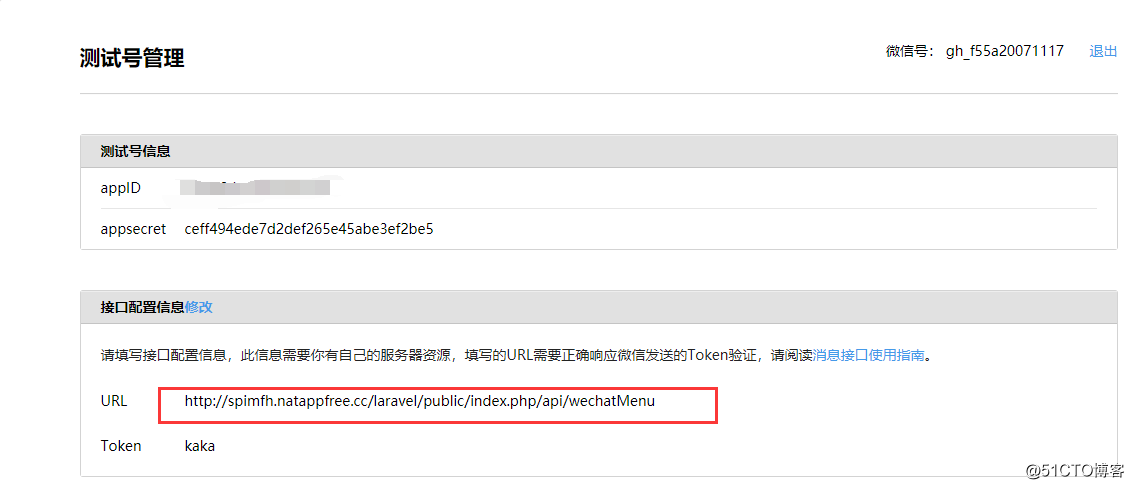 测试号管理
微信号： gh_f55a20071117 退出
测试号信息
appID
appsecret ceff494ede7d2def265e45abe3ef2be5
接口配置信息修改
请填写接口配置信息，此信息需要你有自己的服务器资源，填写的URL需要正确响应微信发送的Token验证，请阅读消息接口使用指南。
URL http://spimfh.natappfree.cc/laravel/public/index.php/api/wechatMenu
Token kaka
@51CTO博客